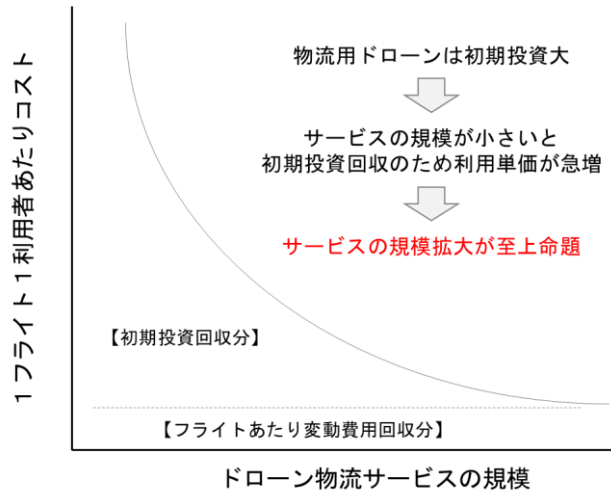 1フライト1利用者あたりコスト
物流用ドローンは初期投資大
サービスの規模が小さいと
初期投資回収のため利用単価が急増
サービスの規模拡大が至上命題
【初期投資回収分】
【フライトあたり変動費用回収分】
ドローン物流サービスの規模